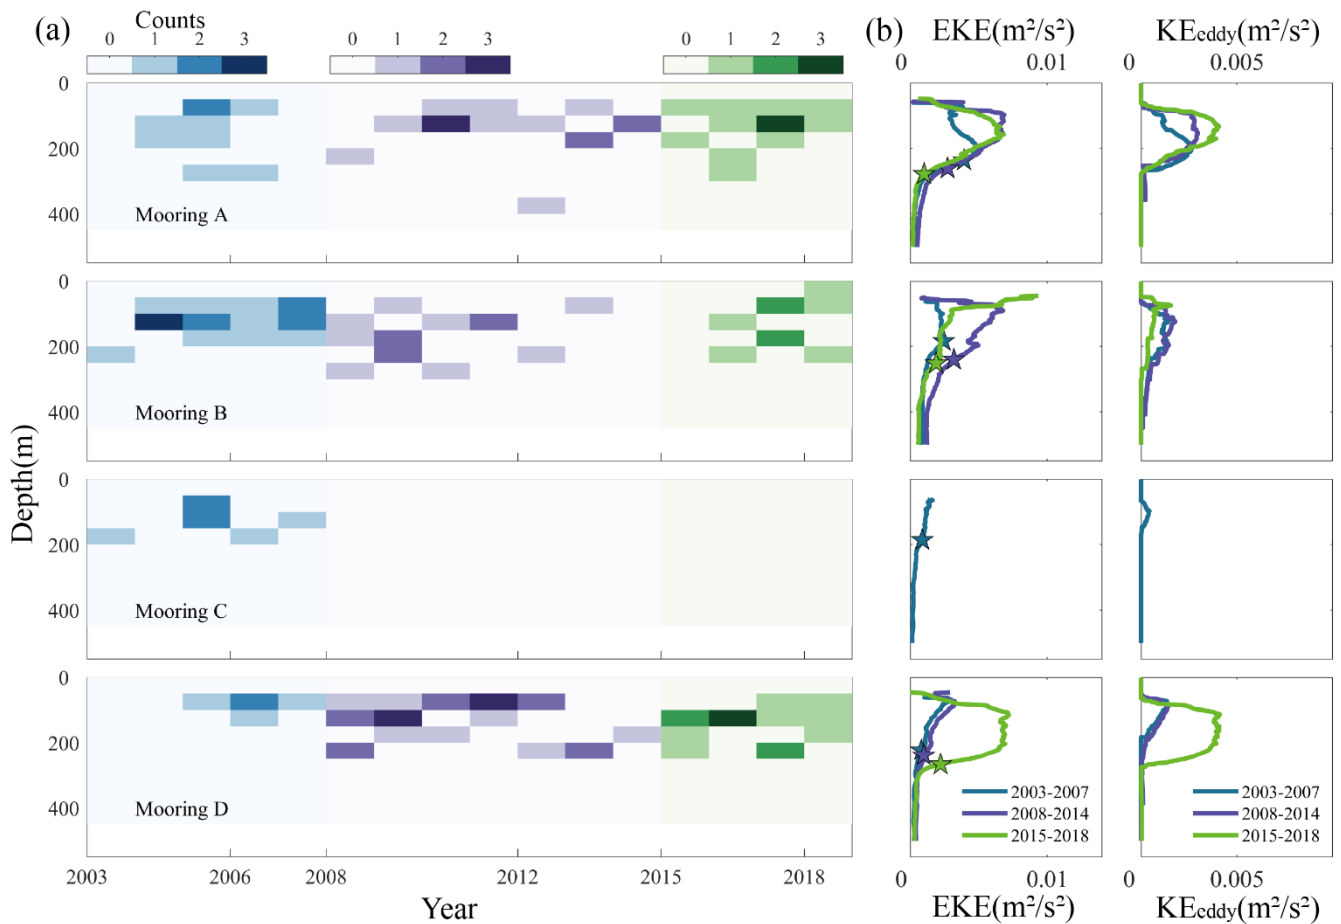 (a)
Counts
0 1 2 3
0 1 2 3
0 1 2 3
(b)
EKE(m²/s²)
KEeddy(m²/s²)
0 0.01
0 0.005
0
200
400
Mooring A
0
200
400
Mooring B
Depth(m)
0
200
400
Mooring C
0
200
400
Mooring D
2003-2007
2008-2014
2015-2018
2003-2007
2008-2014
2015-2018
2003 2006 2008 2012 2015 2018
Year
0 0.01
EKE(m²/s²)
0 0.005
KEeddy(m²/s²)